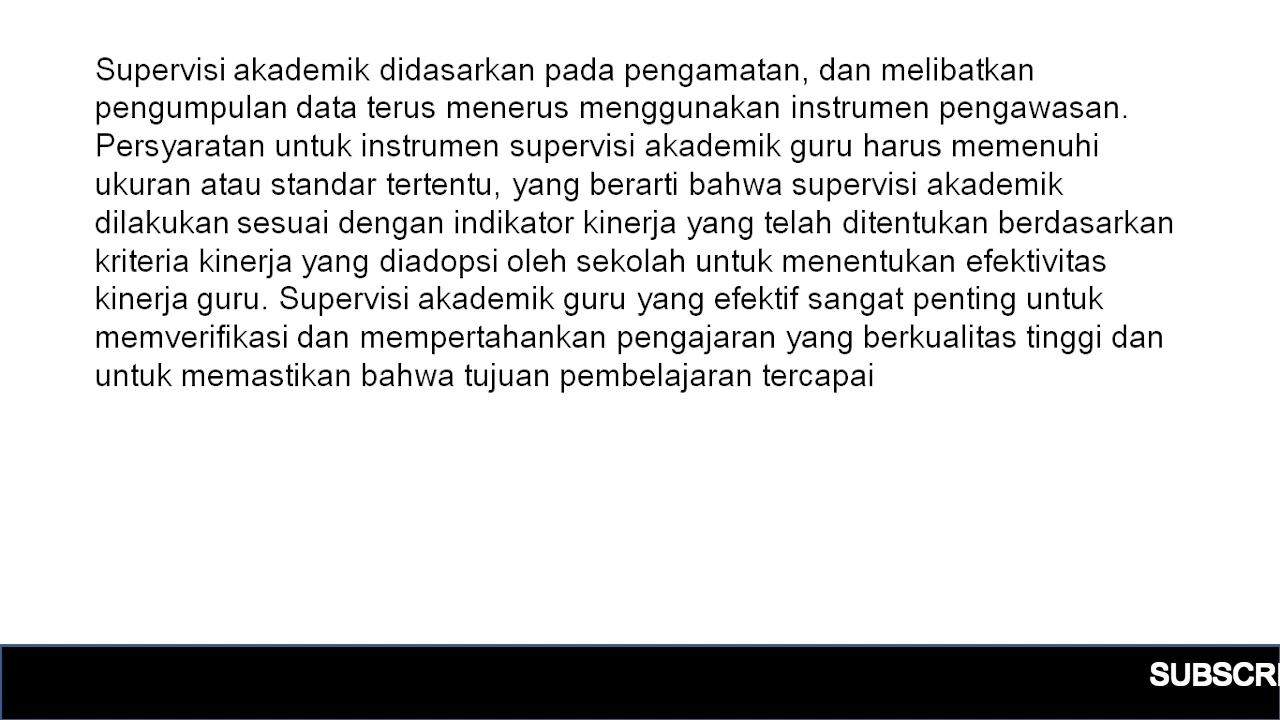 Supervisi akademik didasarkan pada pengamatan, dan melibatkan
pengumpulan data terus menerus menggunakan instrumen pengawasan.
Persyaratan untuk instrumen supervisi akademik guru harus memenuhi
ukuran atau standar tertentu, yang berarti bahwa supervisi akademik
dilakukan sesuai dengan indikator kinerja yang telah ditentukan berdasarkan
kriteria kinerja yang diadopsi oleh sekolah untuk menentukan efektivitas
kinerja guru. Supervisi akademik guru yang efektif sangat penting untuk
memverifikasi dan mempertahankan pengajaran yang berkualitas tinggi dan
untuk memastikan bahwa tujuan pembelajaran tercapai
SUBSCRI